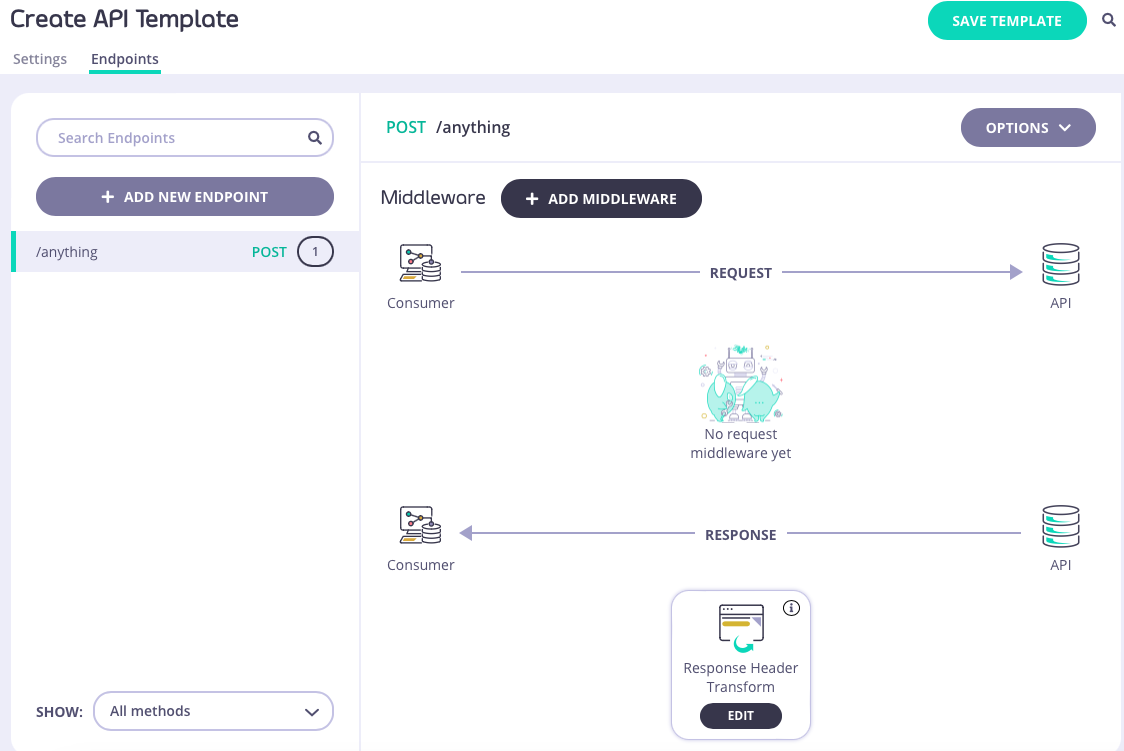 Create API Template
SAVE TEMPLATE
Settings
Endpoints
Search Endpoints
ADD NEW ENDPOINT
/anything POST 1
SHOW: All methods
POST /anything
OPTIONS
Middleware
ADD MIDDLEWARE
REQUEST
Consumer
API
No request
middleware yet
RESPONSE
Consumer
API
Response Header
Transform
EDIT